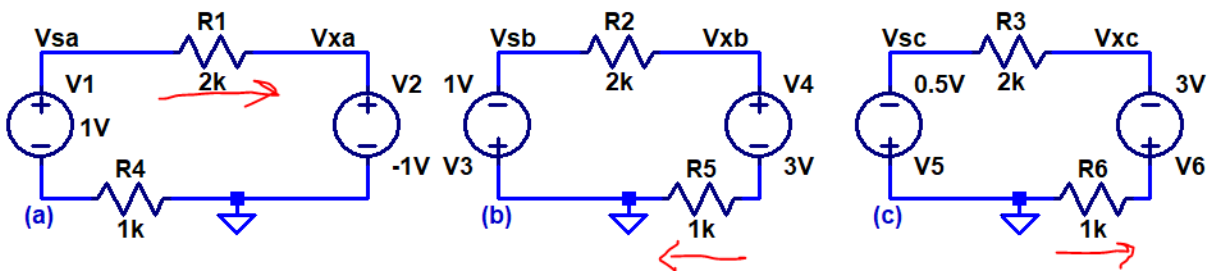 R1 R2 R3
Vsa Vxa Vsb Vxb Vsc Vxc
V1 2k V2 1V 2k V4 0.5V 2k 3V
1V
R4 -1V V3 R5 3V V5 R6 V6
(a) 1k (b) 1k (c) 1k